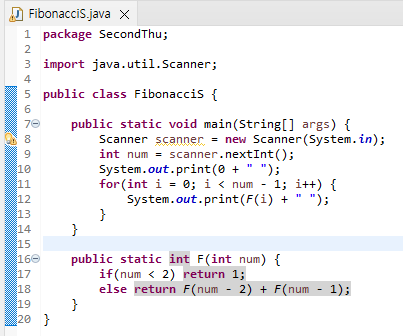 FibonacciS.java
1 package SecondThu;
2
3 import java.util.Scanner;
4
5 public class FibonacciS {
6
7 public static void main(String[] args) {
8 Scanner scanner = new Scanner(System.in);
9 int num = scanner.nextInt();
10 System.out.print(0 + " ");
11 for(int i = 0; i < num - 1; i++) {
12 System.out.print(F(i) + " ");
13 }
14 }
15
16 public static int F(int num) {
17 if(num < 2) return 1;
18 else return F(num - 2) + F(num - 1);
19 }
20 }